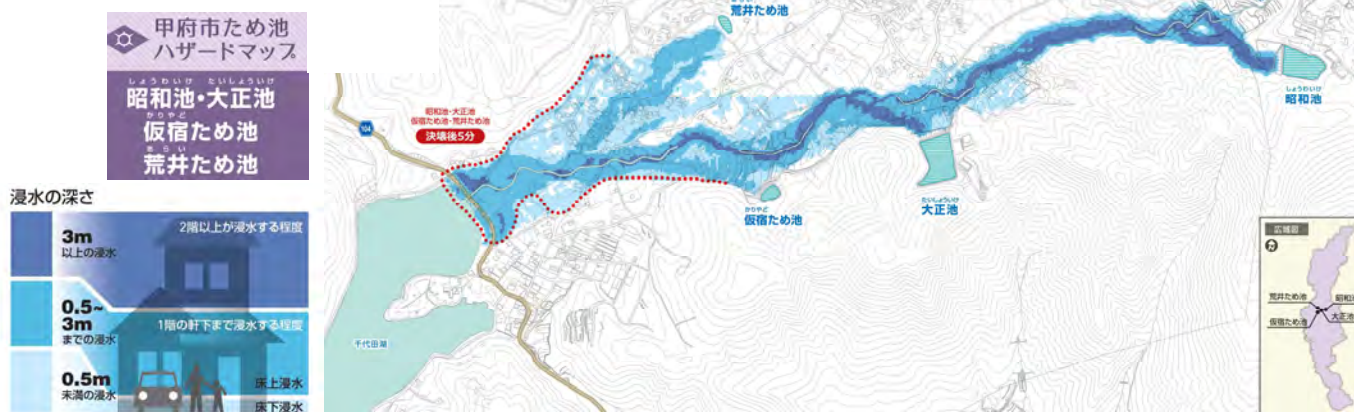 甲府市ため池
ハザードマップ
しょうわいけ たいしょういけ
昭和池・大正池
かりやど
仮宿ため池
あらい
荒井ため池
浸水の深さ
3m
以上の浸水
2階以上が浸水する程度
0.5~
3m
までの浸水
1階の軒下まで浸水する程度
0.5m
未満の浸水
床上浸水
床下浸水
荒井ため池
昭和池・大正池
仮宿ため池・荒井ため池
決壊後5分
104
しょうわいけ
昭和池
かりやど
仮宿ため池
たいしょういけ
大正池
千代田湖
広域図
荒井ため池
昭和池
仮宿ため池
大正池